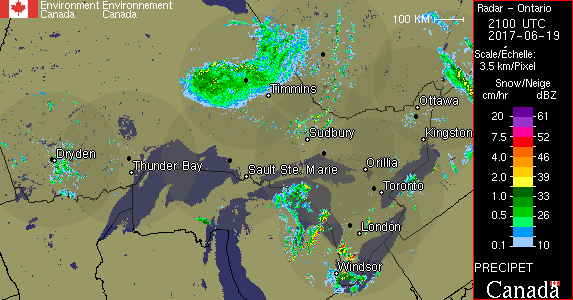 Environment Environnement
Canada Canada
100 KM
Timmins
Ottawa
Sudbury
Kingston
Dryden
Thunder Bay
Sault Ste. Marie
Orillia
Toronto
London
Windsor
Radar - Ontario
2100 UTC
2017-06-19
Scale/Échelle:
3.5 km/Pixel
Snow/Neige
cm/hr dBZ
20 61
7.5 57
5.2 52
4.0 46
2.0 39
1.0 33
0.5 26
0.1 10
PRECIPET
Canada